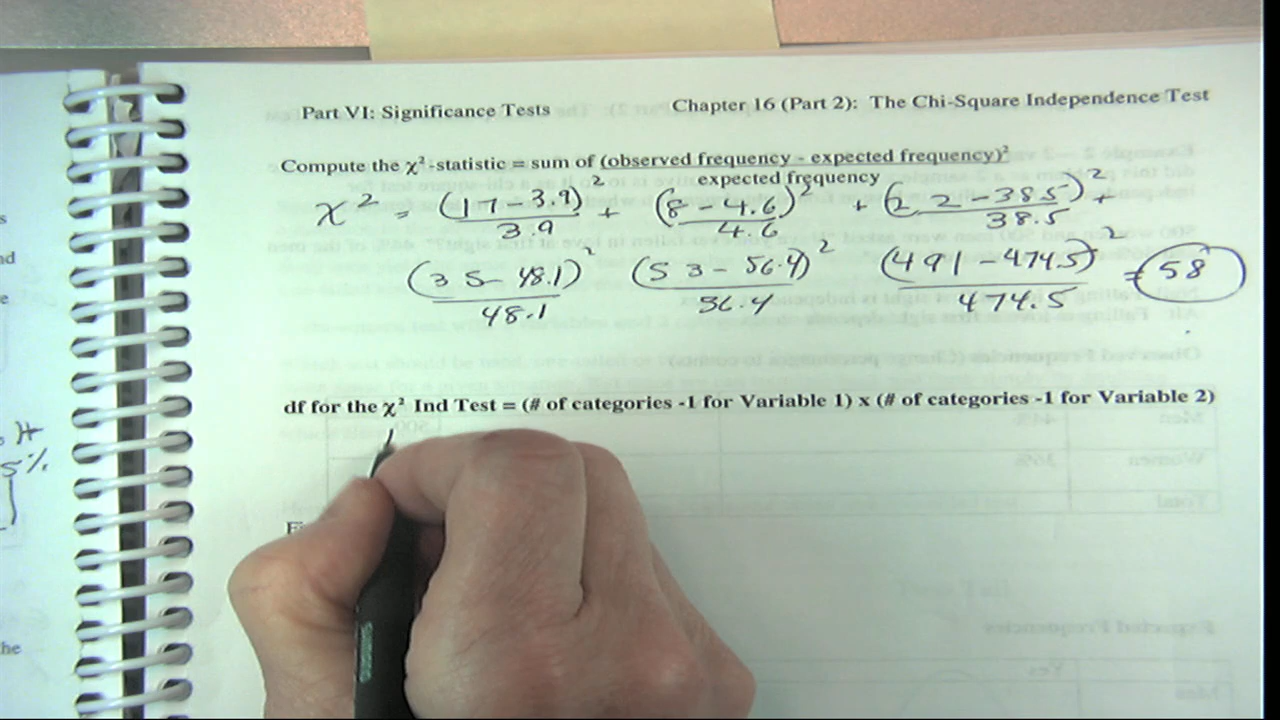 Part VI: Significance Tests Chapter 16 (Part 2): The Chi-Square Independence Test
Compute the χ²-statistic = sum of (observed frequency - expected frequency)²
expected frequency
χ² = (17-3.9)²/3.9 + (8-4.6)²/4.6 + (22-38.5)²/38.5 +
(35-48.1)²/48.1 (53-56.4)²/56.4 (491-474.5)²/474.5 = 58
df for the χ² Ind Test = (# of categories -1 for Variable 1) x (# of categories -1 for Variable 2)
s
nd
e
H
5%
he